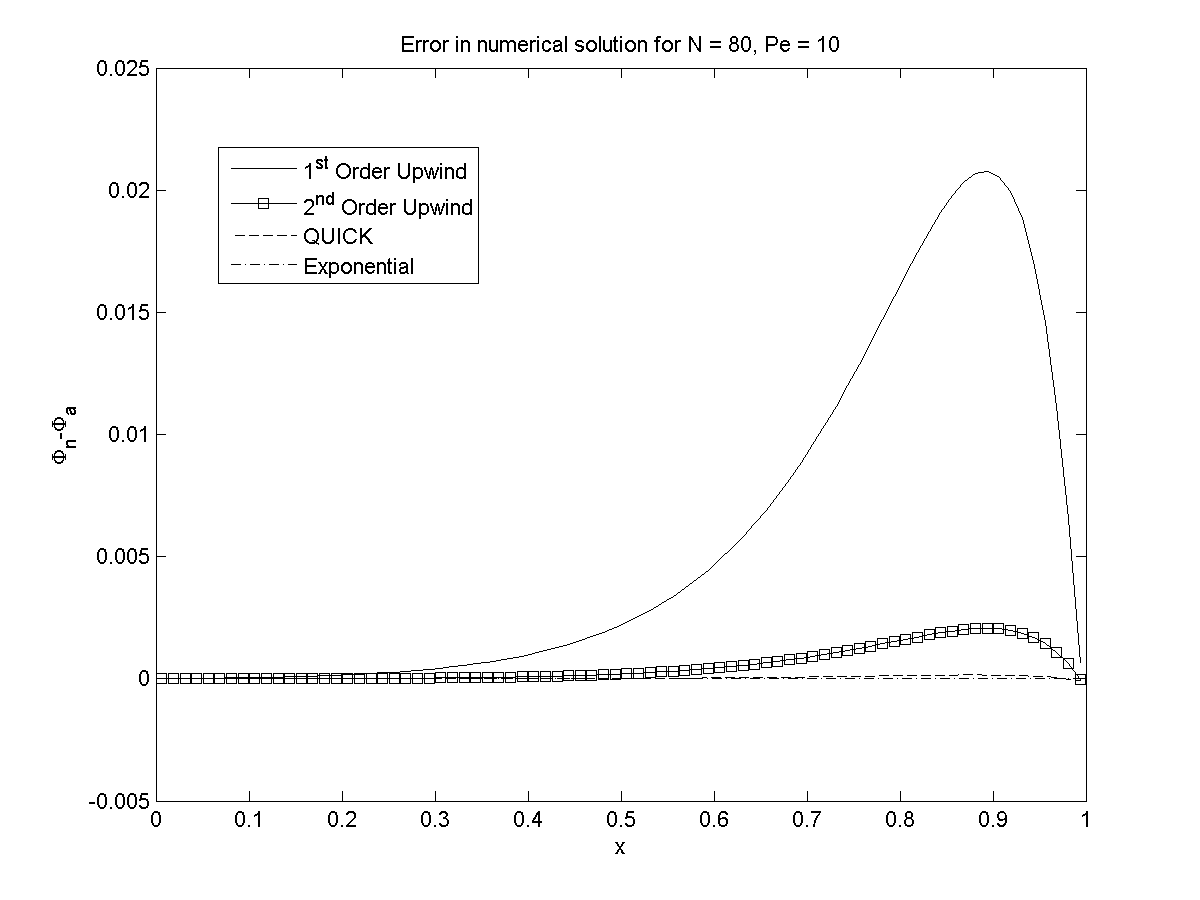 Error in numerical solution for N = 80, Pe = 10
0.025
0.02
0.015
0.01
0.005
0
-0.005
Φn-Φa
1st Order Upwind
2nd Order Upwind
QUICK
Exponential
0 0.1 0.2 0.3 0.4 0.5 0.6 0.7 0.8 0.9 1
x